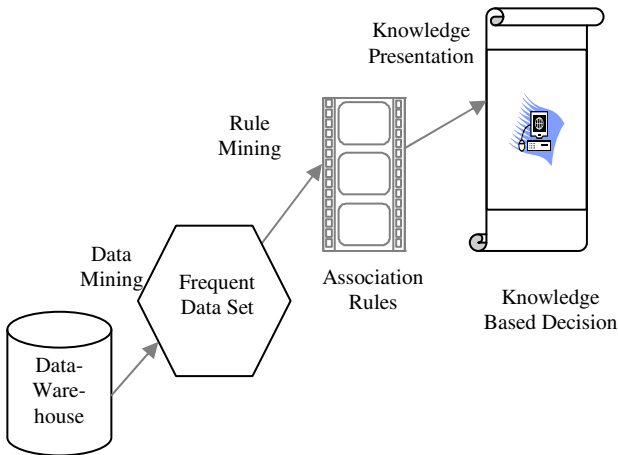 Knowledge
Presentation
Rule
Mining
Data
Mining
Frequent
Data Set
Association
Rules
Knowledge
Based Decision
Data-
Ware-
house